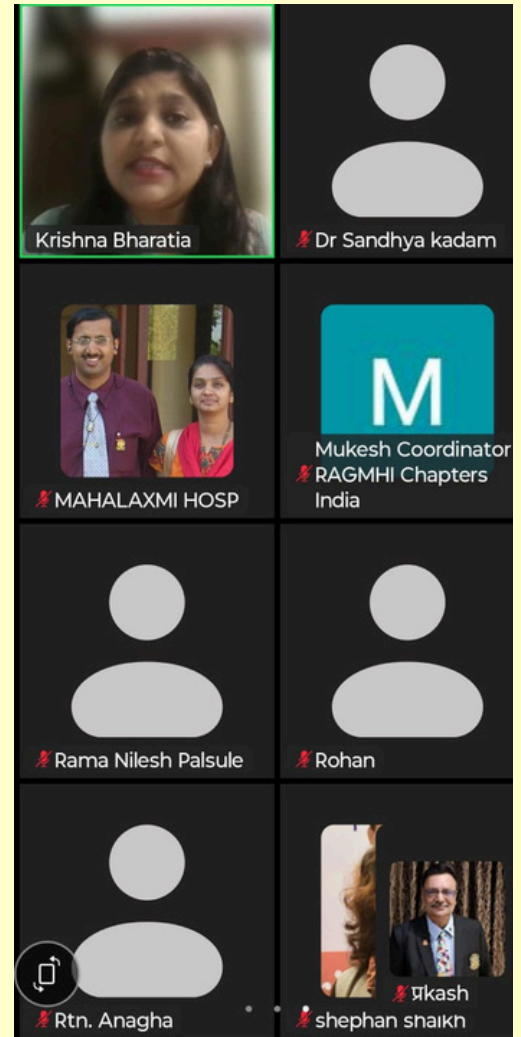 Krishna Bharatia
Dr Sandhya kadam
MAHALAXMI HOSP
M
Mukesh Coordinator
RAGMHI Chapters
India
Rama Nilesh Palsule
Rohan
Rtn. Anagha
प्रkash
shephan shaikh